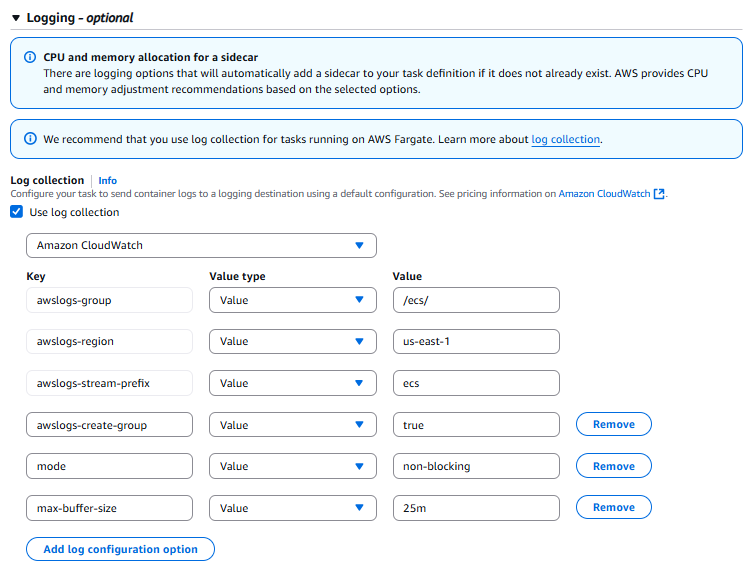 Logging - optional
CPU and memory allocation for a sidecar
There are logging options that will automatically add a sidecar to your task definition if it does not already exist. AWS provides CPU
and memory adjustment recommendations based on the selected options.
We recommend that you use log collection for tasks running on AWS Fargate. Learn more about log collection.
Log collection Info
Configure your task to send container logs to a logging destination using a default configuration. See pricing information on Amazon CloudWatch.
Use log collection
Amazon CloudWatch
Key Value type Value
awslogs-group Value /ecs/
awslogs-region Value us-east-1
awslogs-stream-prefix Value ecs
awslogs-create-group Value true Remove
mode Value non-blocking Remove
max-buffer-size Value 25m Remove
Add log configuration option